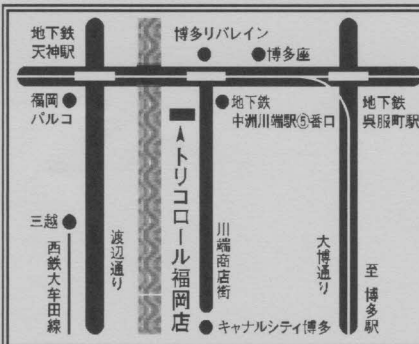 地下鉄
天神駅
博多リバレイン
博多座
福岡
パルコ
地下鉄
中洲川端駅⑤番口
地下鉄
呉服町駅
トリコロール福岡店
三越
西鉄大牟田線
渡辺通り
川端商店街
大博通り
至 博多駅
キャナルシティ博多